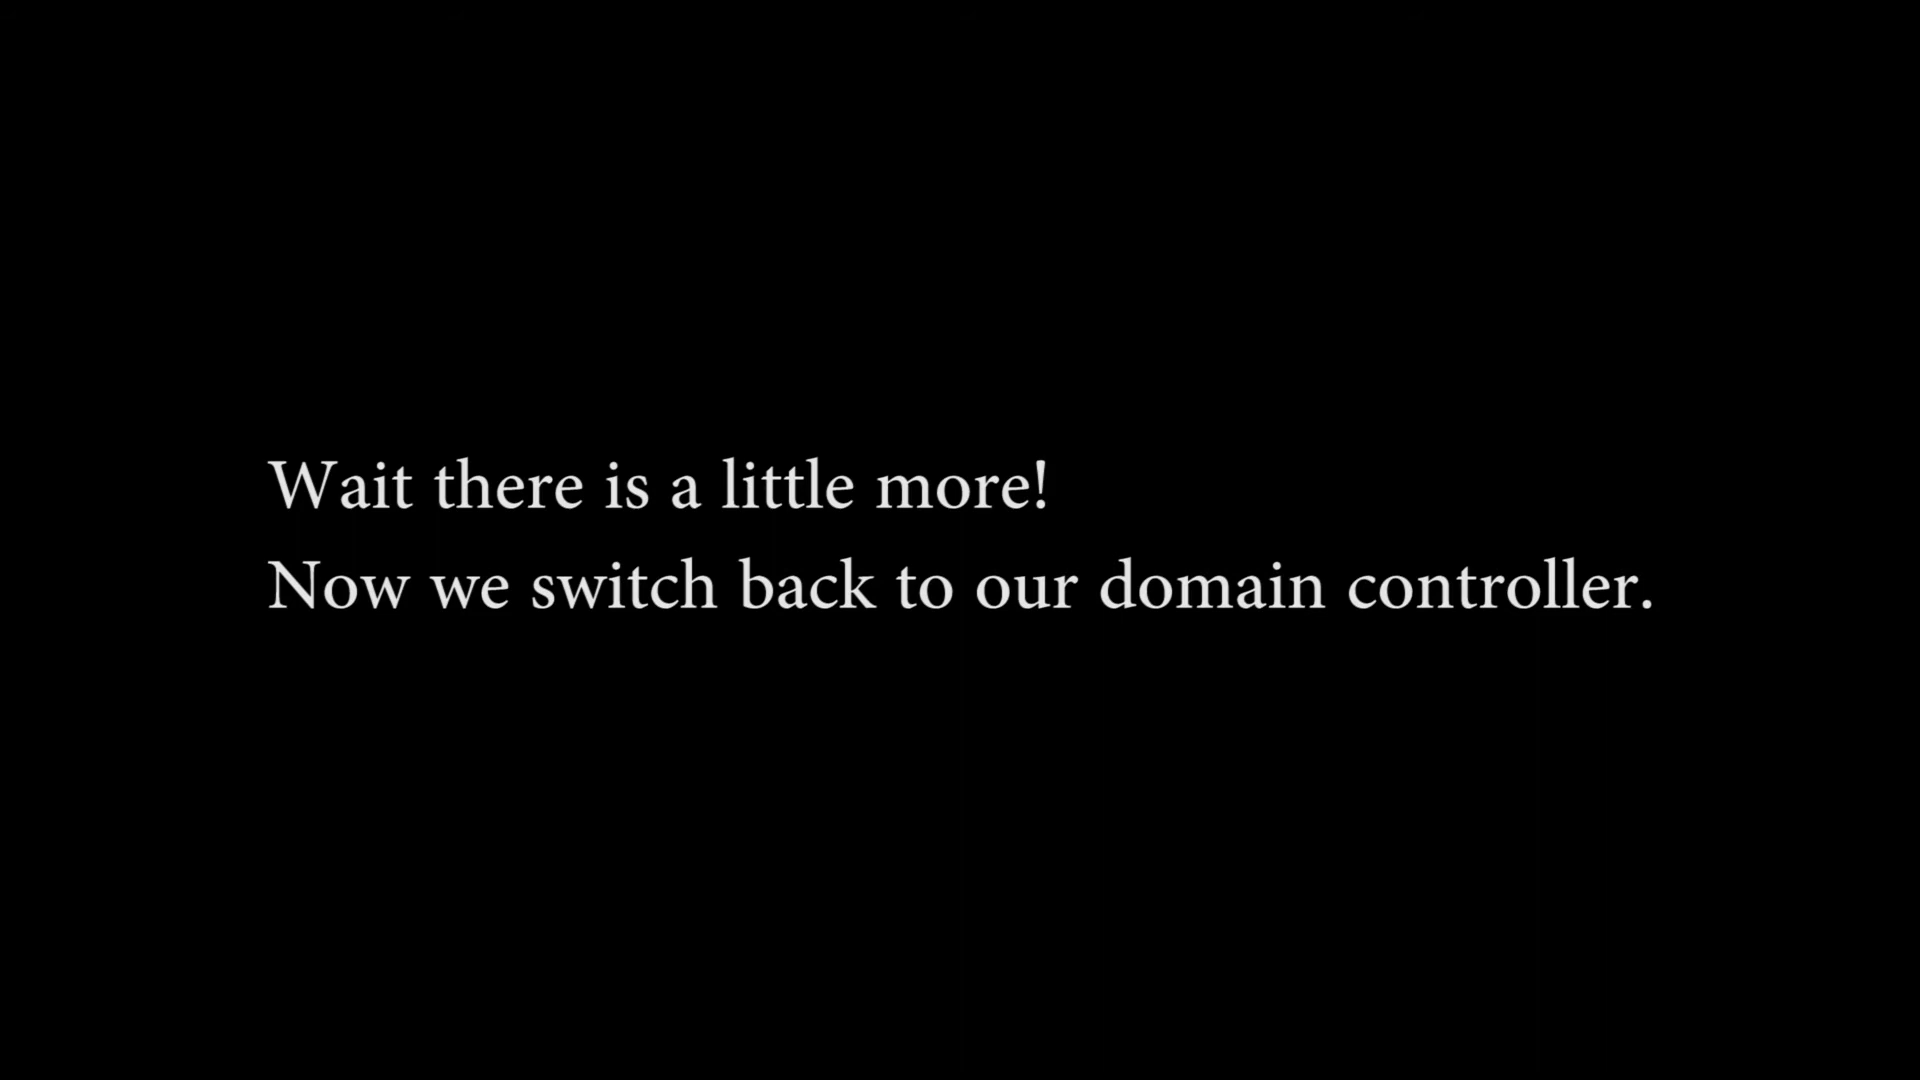 Wait there is a little more!
Now we switch back to our domain controller.